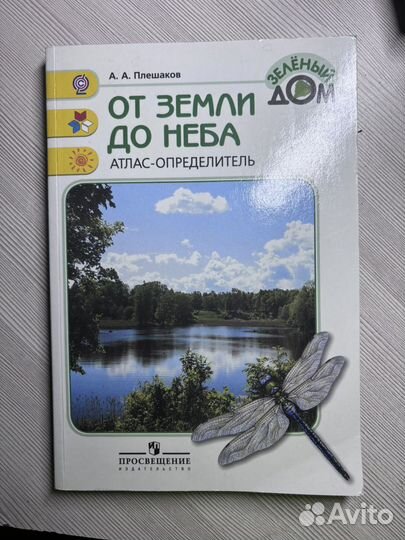 А. А. Плешаков
ЗЕЛЁНЫЙ
ДОМ
ОТ ЗЕМЛИ
ДО НЕБА
АТЛАС-ОПРЕДЕЛИТЕЛЬ
ПРОСВЕЩЕНИЕ
ИЗДАТЕЛЬСТВО
Avito